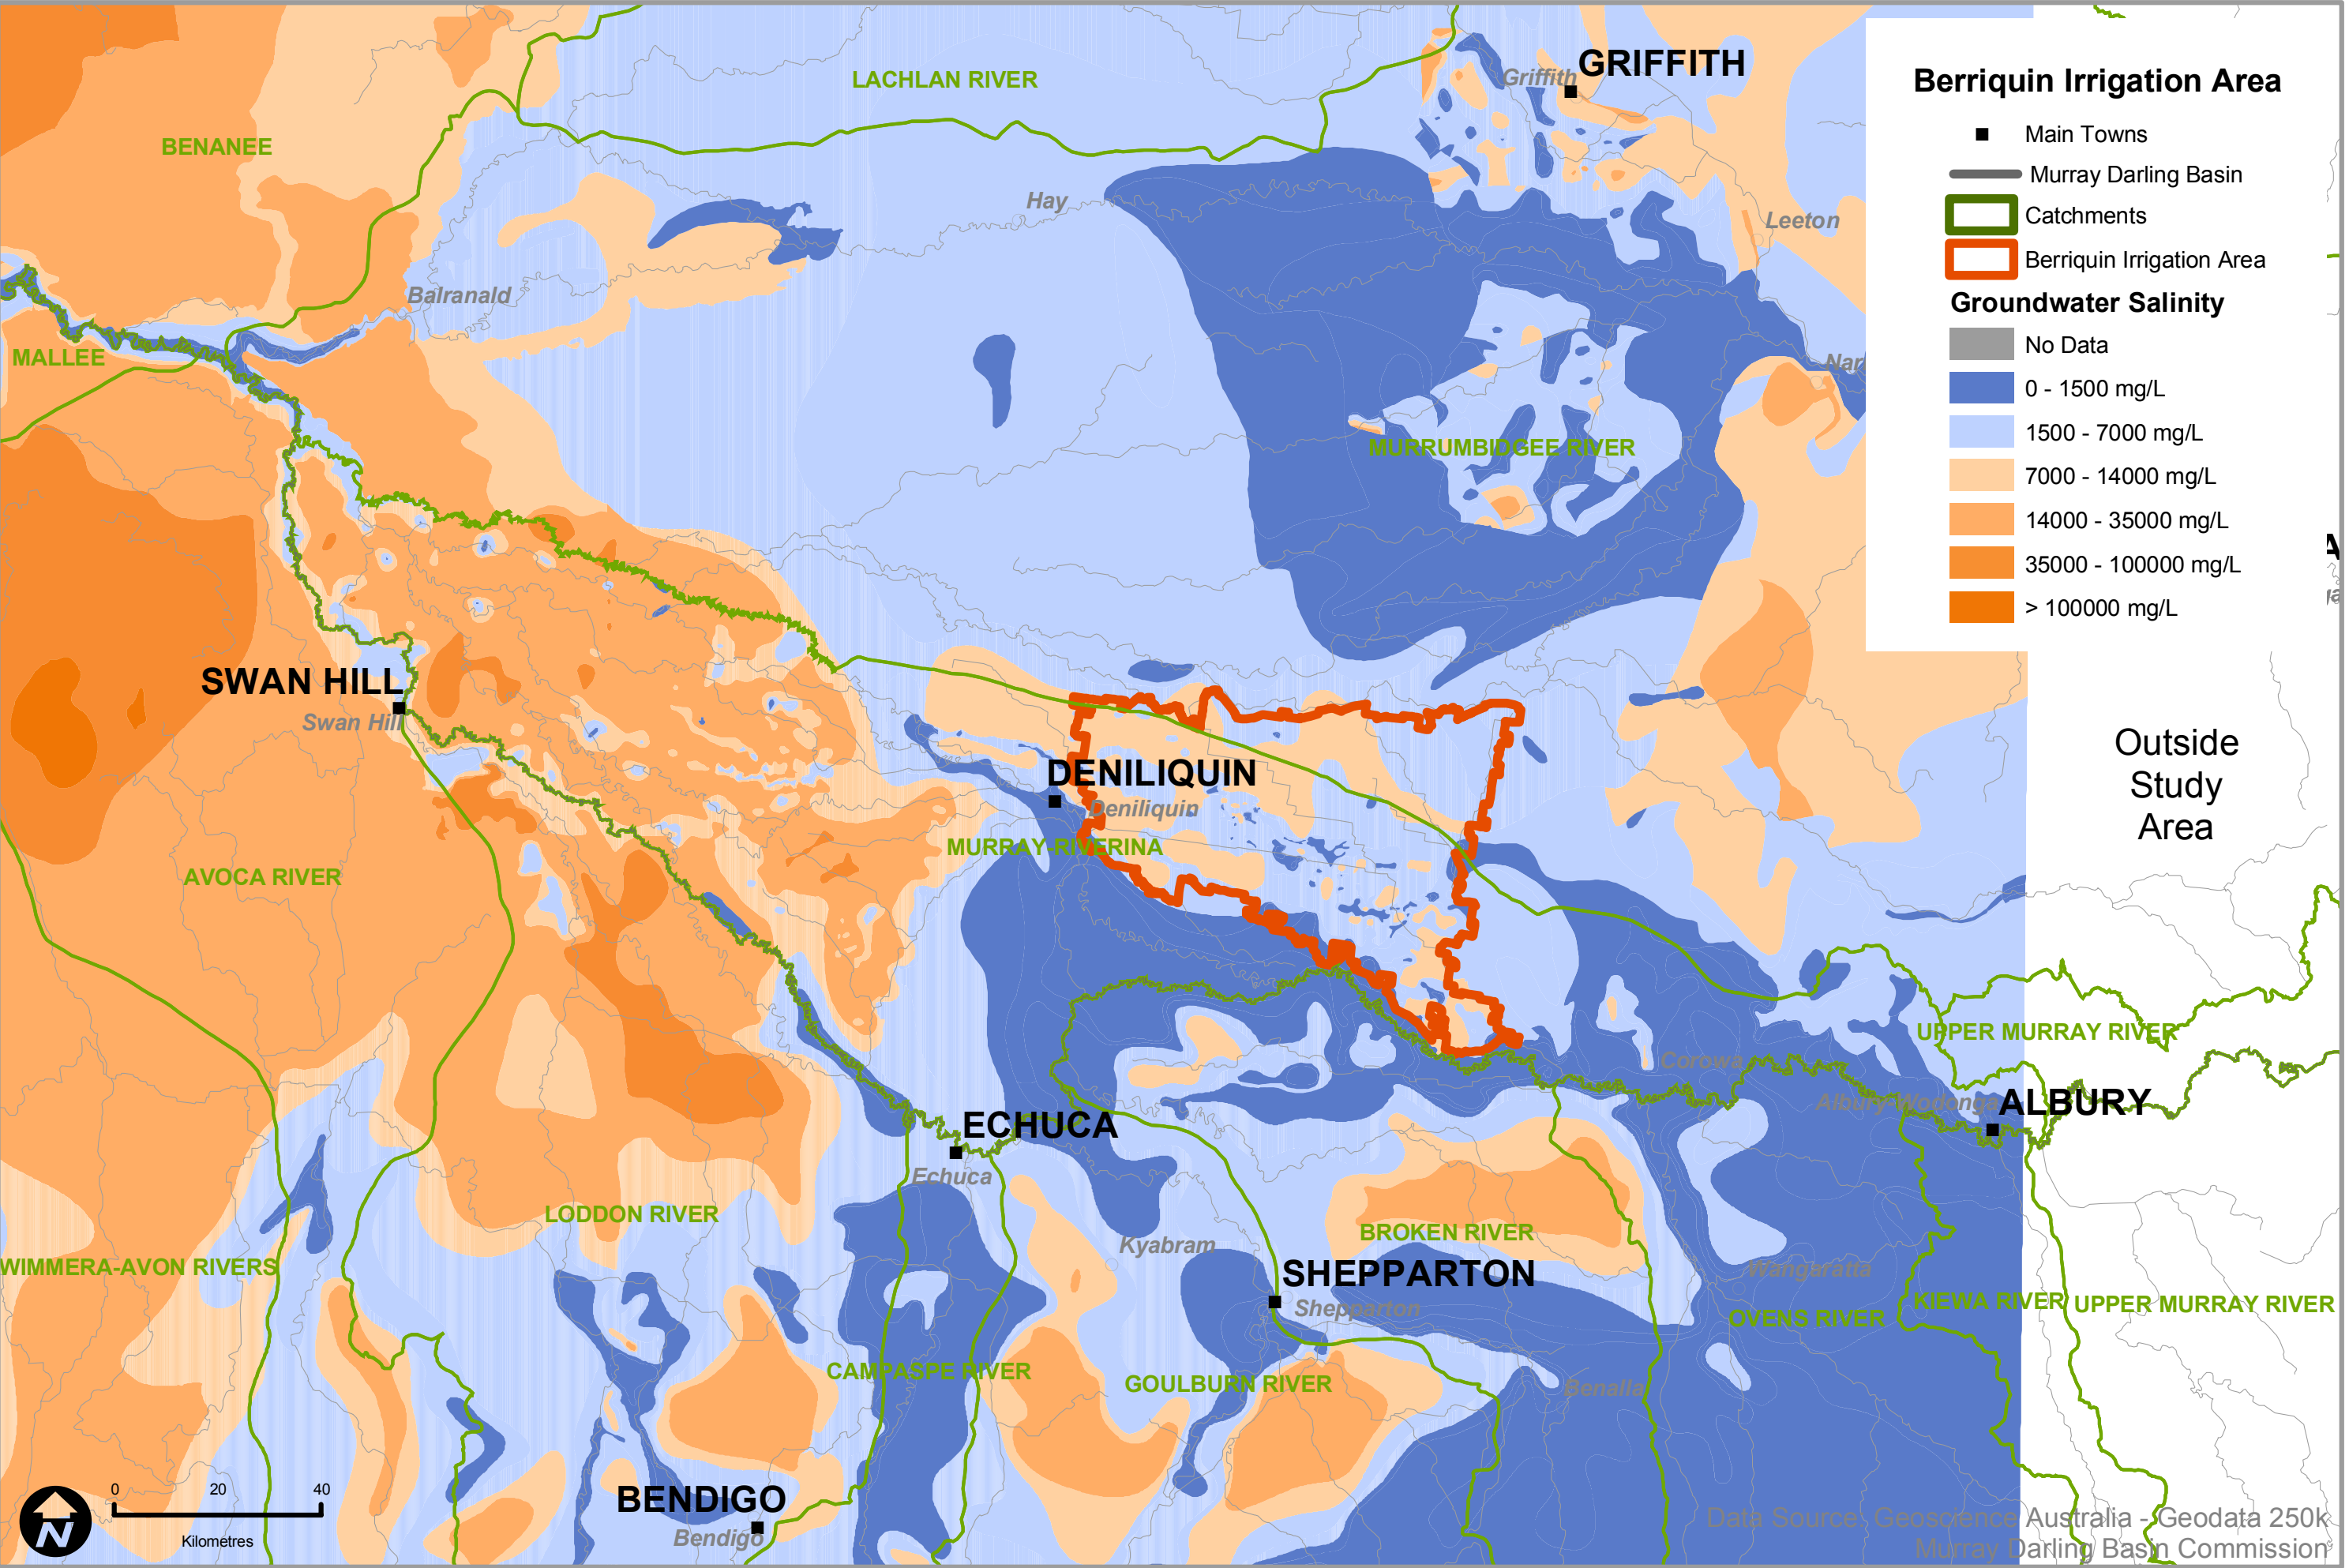 GRIFFITH
Griffith
LACHLAN RIVER
BENANEE
Hay
Leeton
Balranald
MALLEE
Nar
MURRUMBIDGEE RIVER
Berriquin Irrigation Area
Main Towns
Murray Darling Basin
Catchments
Berriquin Irrigation Area
Groundwater Salinity
No Data
0 - 1500 mg/L
1500 - 7000 mg/L
7000 - 14000 mg/L
14000 - 35000 mg/L
35000 - 100000 mg/L
> 100000 mg/L
SWAN HILL
Swan Hill
Outside
Study
Area
DENILIQUIN
Deniliquin
MURRAY-RIVERINA
AVOCA RIVER
UPPER MURRAY RIVER
Corowa
Albury-Wodonga
ALBURY
ECHUCA
Echuca
LODDON RIVER
BROKEN RIVER
Kyabram
WIMMERA-AVON RIVERS
SHEPPARTON
Shepparton
Wangaratta
OVENS RIVER
KIEWA RIVER
UPPER MURRAY RIVER
CAMPASPE RIVER
GOULBURN RIVER
Benalla
BENDIGO
Bendigo
0 20 40
Kilometres
N
Data Source: Geoscience Australia - Geodata 250k
Murray Darling Basin Commission